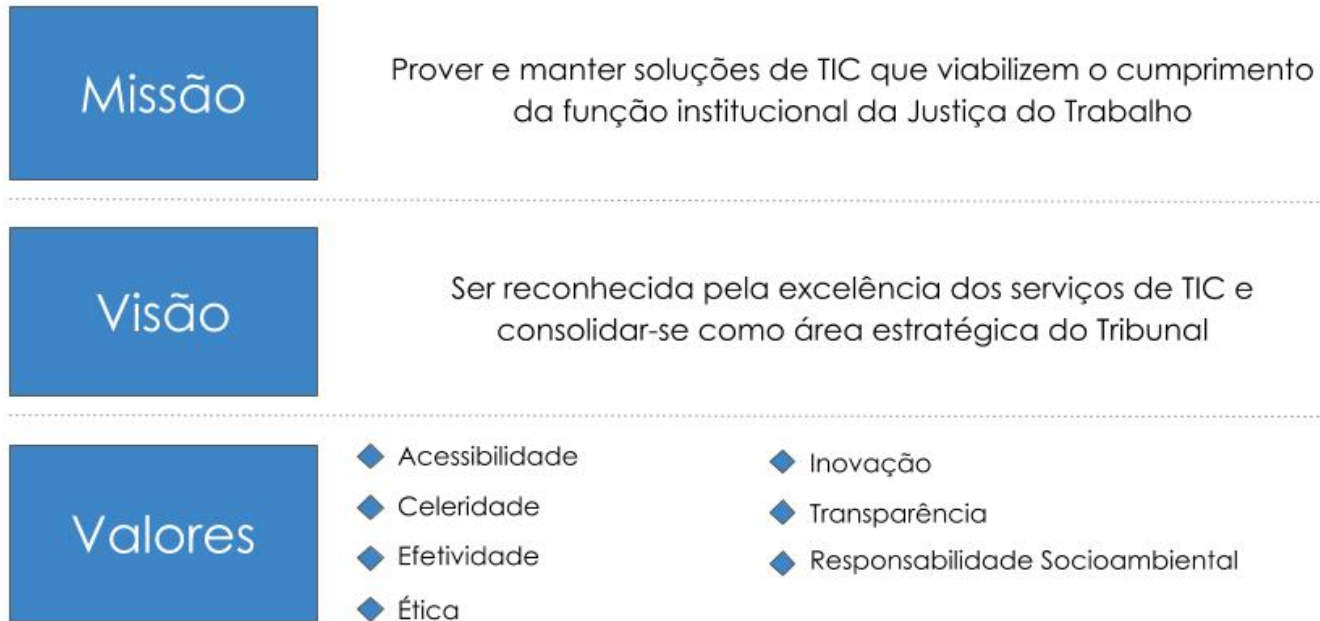 Missão
Prover e manter soluções de TIC que viabilizem o cumprimento
da função institucional da Justiça do Trabalho
Visão
Ser reconhecida pela excelência dos serviços de TIC e
consolidar-se como área estratégica do Tribunal
Valores
Acessibilidade
Celeridade
Efetividade
Ética
Inovação
Transparência
Responsabilidade Socioambiental